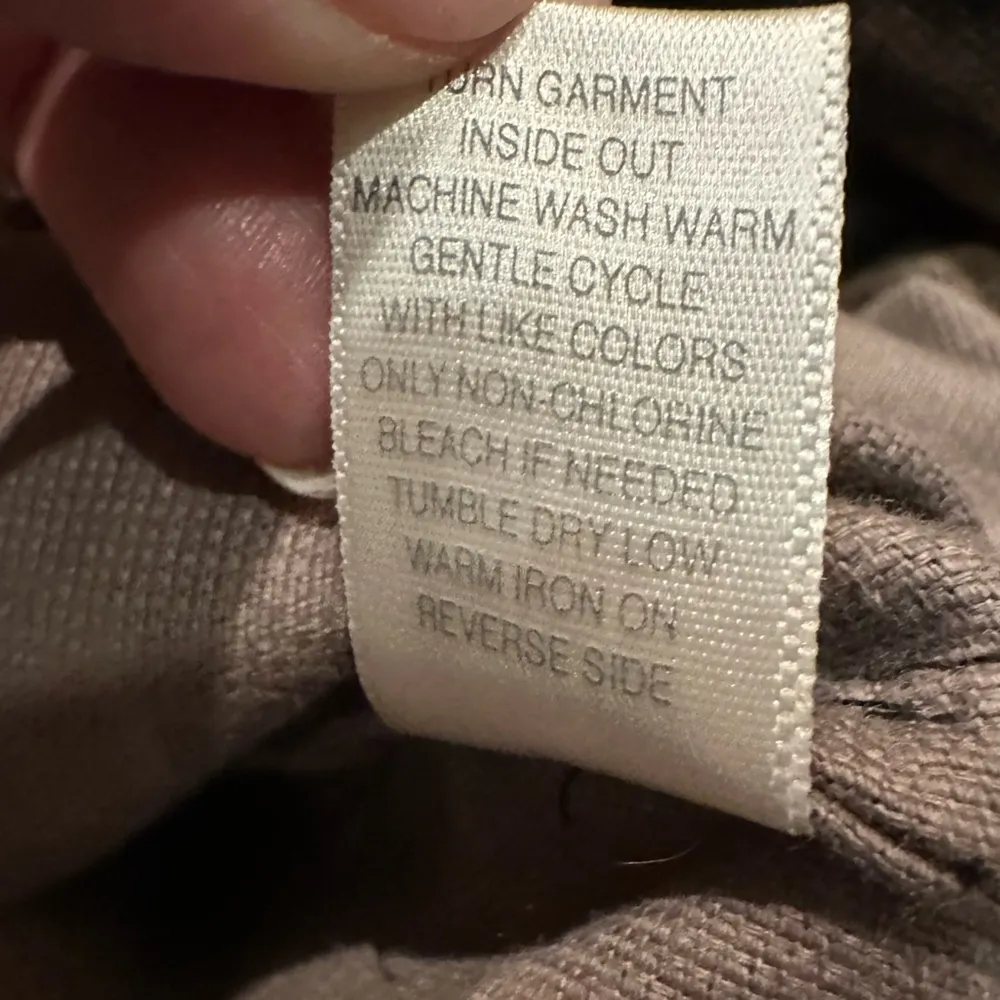 TURN GARMENT
INSIDE OUT
MACHINE WASH WARM
GENTLE CYCLE
WITH LIKE COLORS
ONLY NON-CHLORINE
BLEACH IF NEEDED
TUMBLE DRY LOW
WARM IRON ON
REVERSE SIDE